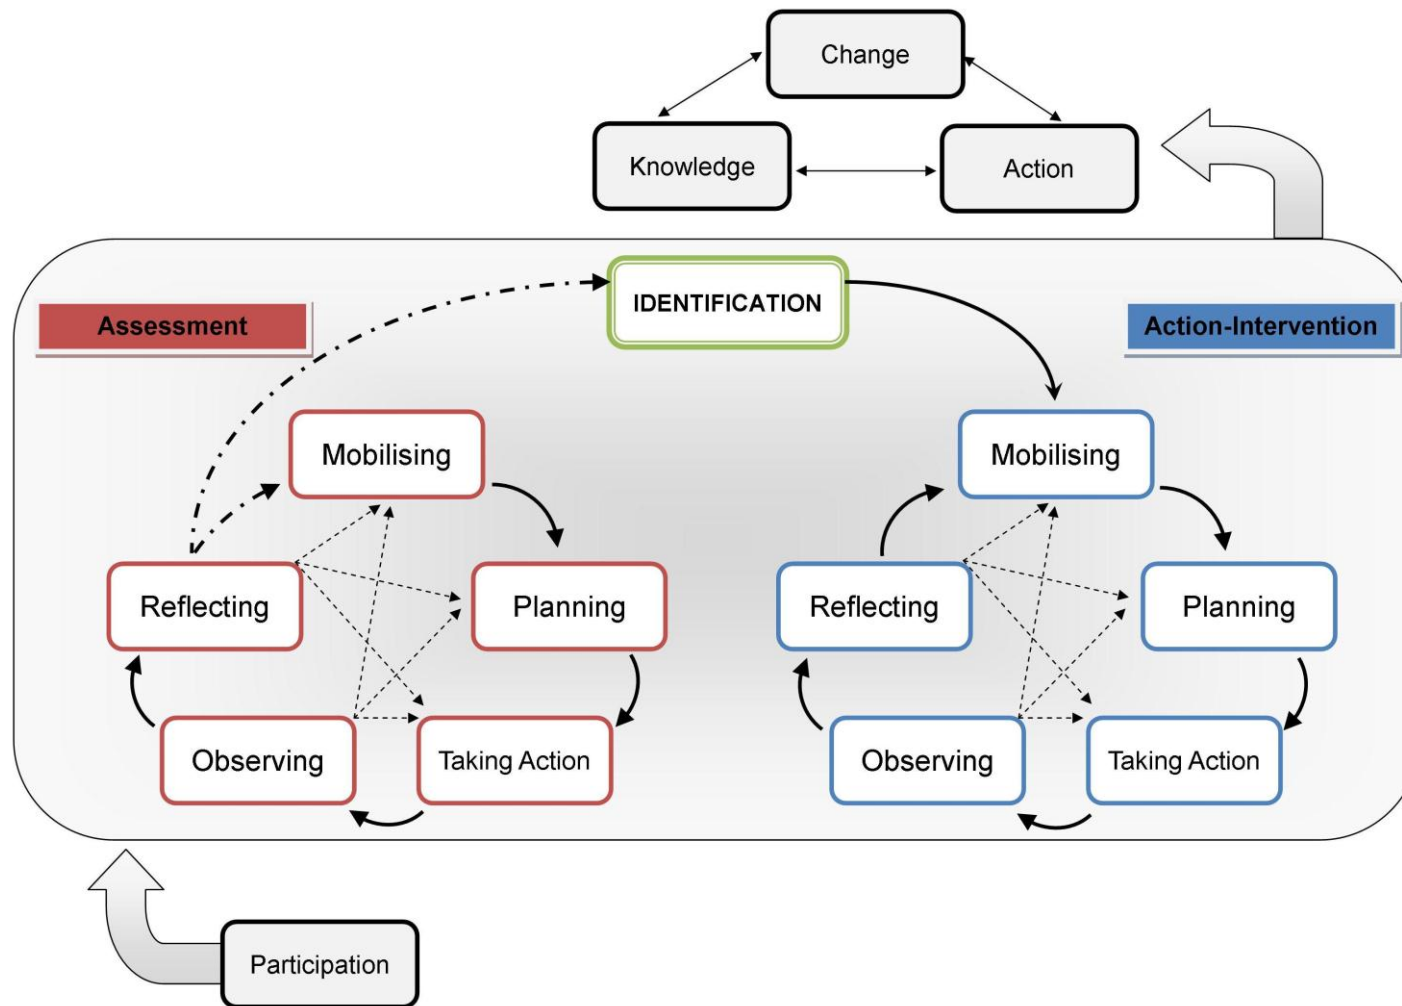 Change
Knowledge
Action
IDENTIFICATION
Assessment
Action-Intervention
Mobilising
Reflecting
Planning
Observing
Taking Action
Mobilising
Reflecting
Planning
Observing
Taking Action
Participation